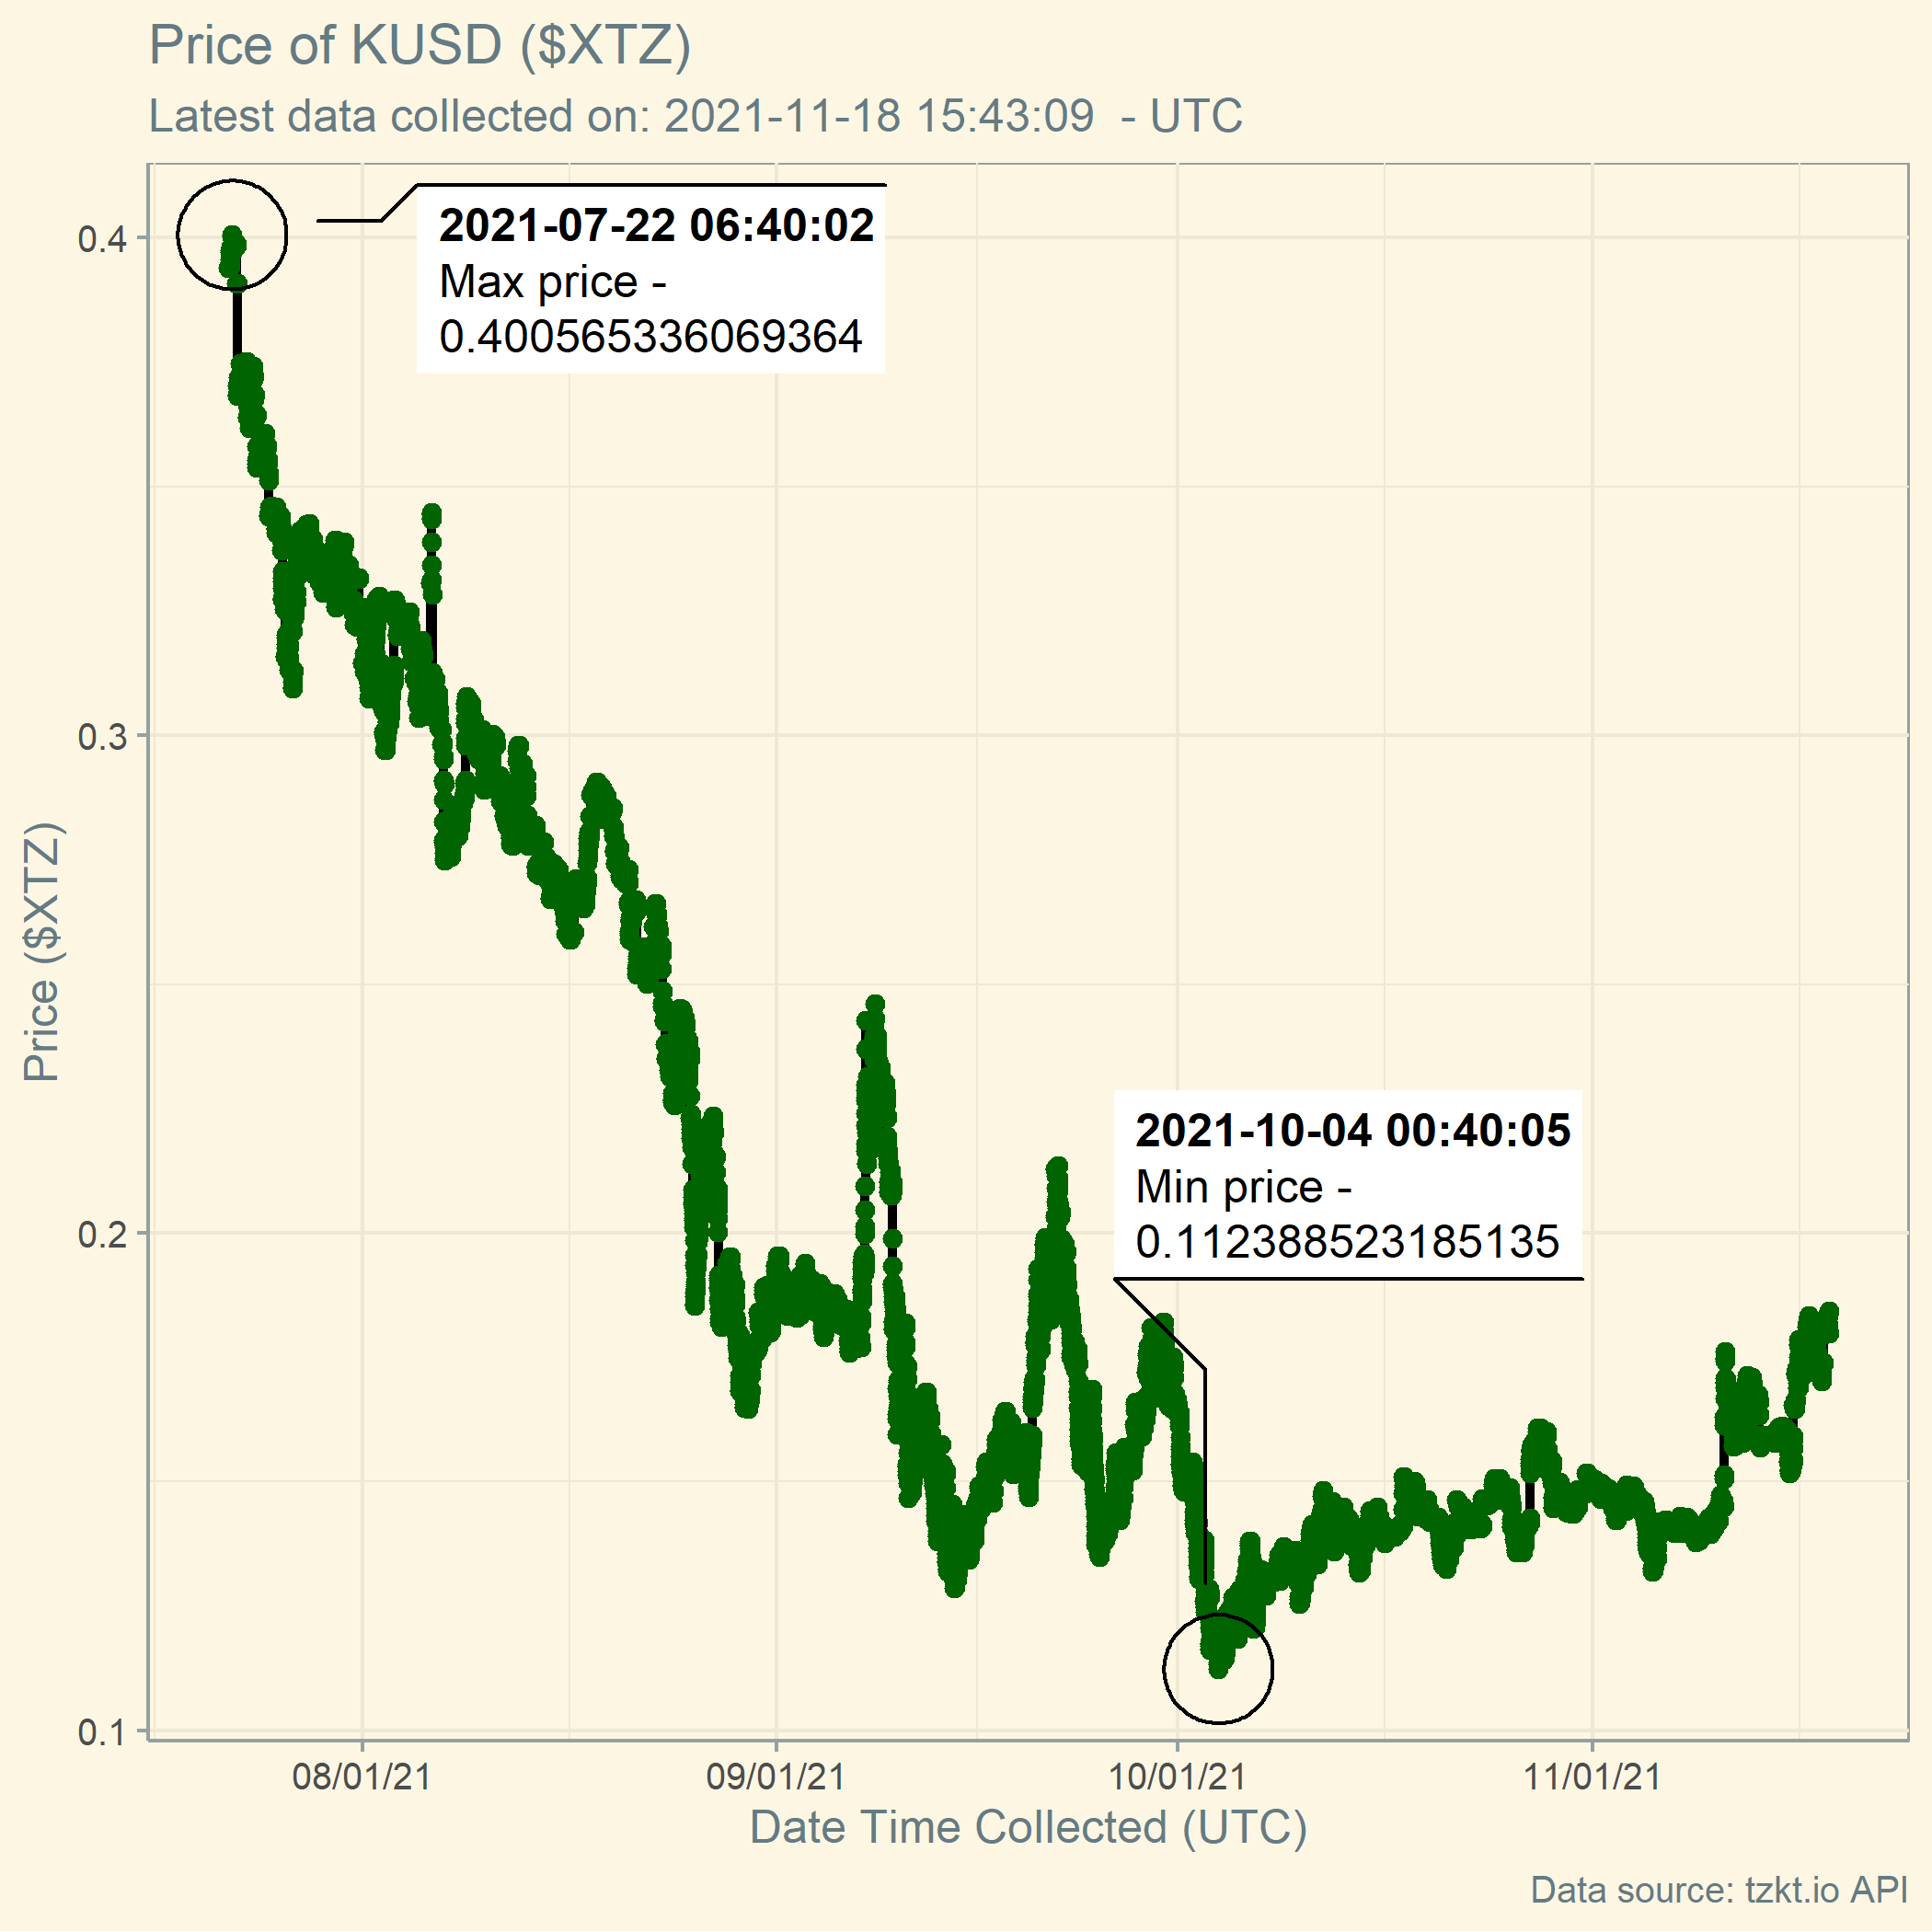 Price of KUSD ($XTZ)
Latest data collected on: 2021-11-18 15:43:09  - UTC
2021-07-22 06:40:02
Max price -
0.400565336069364
0.4
0.3
0.2
0.1
Price ($XTZ)
2021-10-04 00:40:05
Min price -
0.112388523185135
08/01/21
09/01/21
10/01/21
11/01/21
Date Time Collected (UTC)
Data source: tzkt.io API